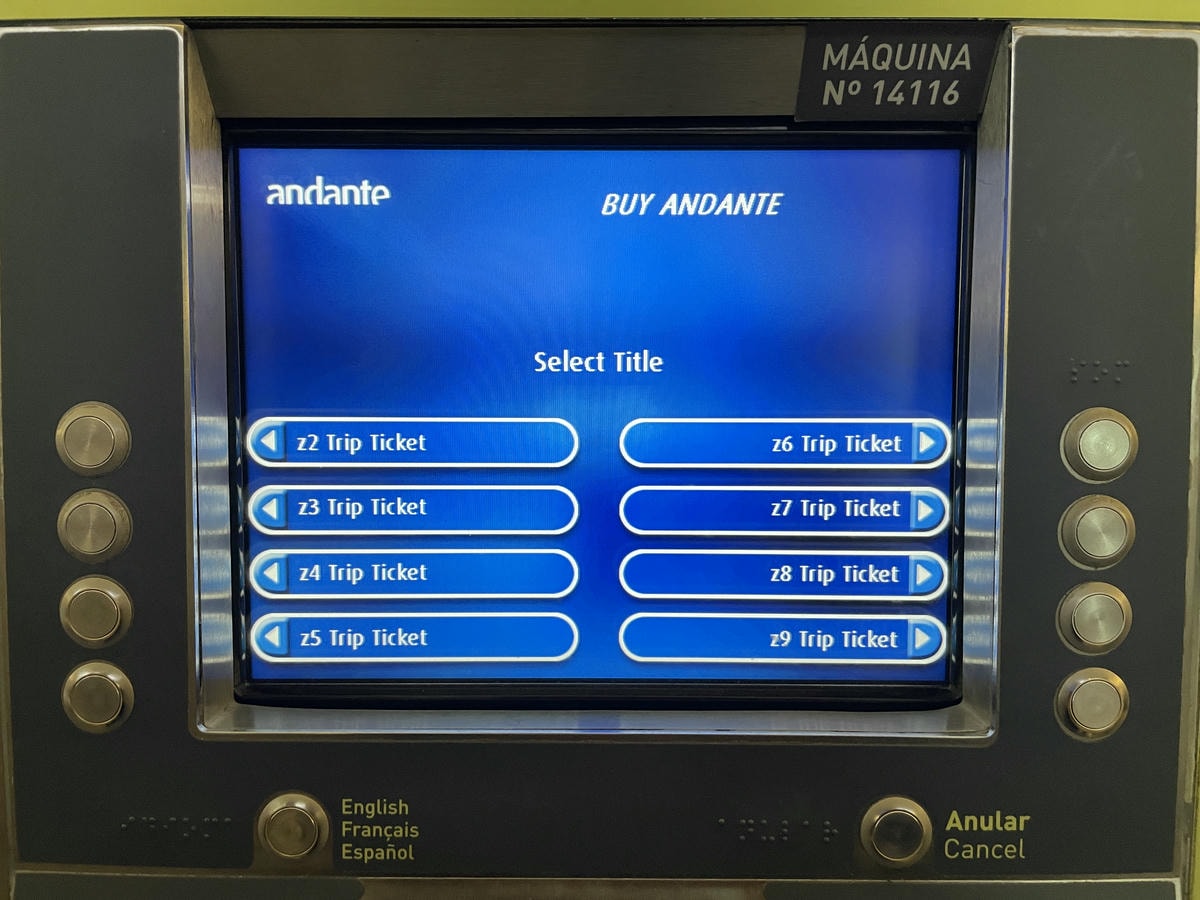 MÁQUINA
Nº 14116
andante
BUY ANDANTE
Select Title
z2 Trip Ticket
z6 Trip Ticket
z3 Trip Ticket
z7 Trip Ticket
z4 Trip Ticket
z8 Trip Ticket
z5 Trip Ticket
z9 Trip Ticket
English
Français
Español
Anular
Cancel